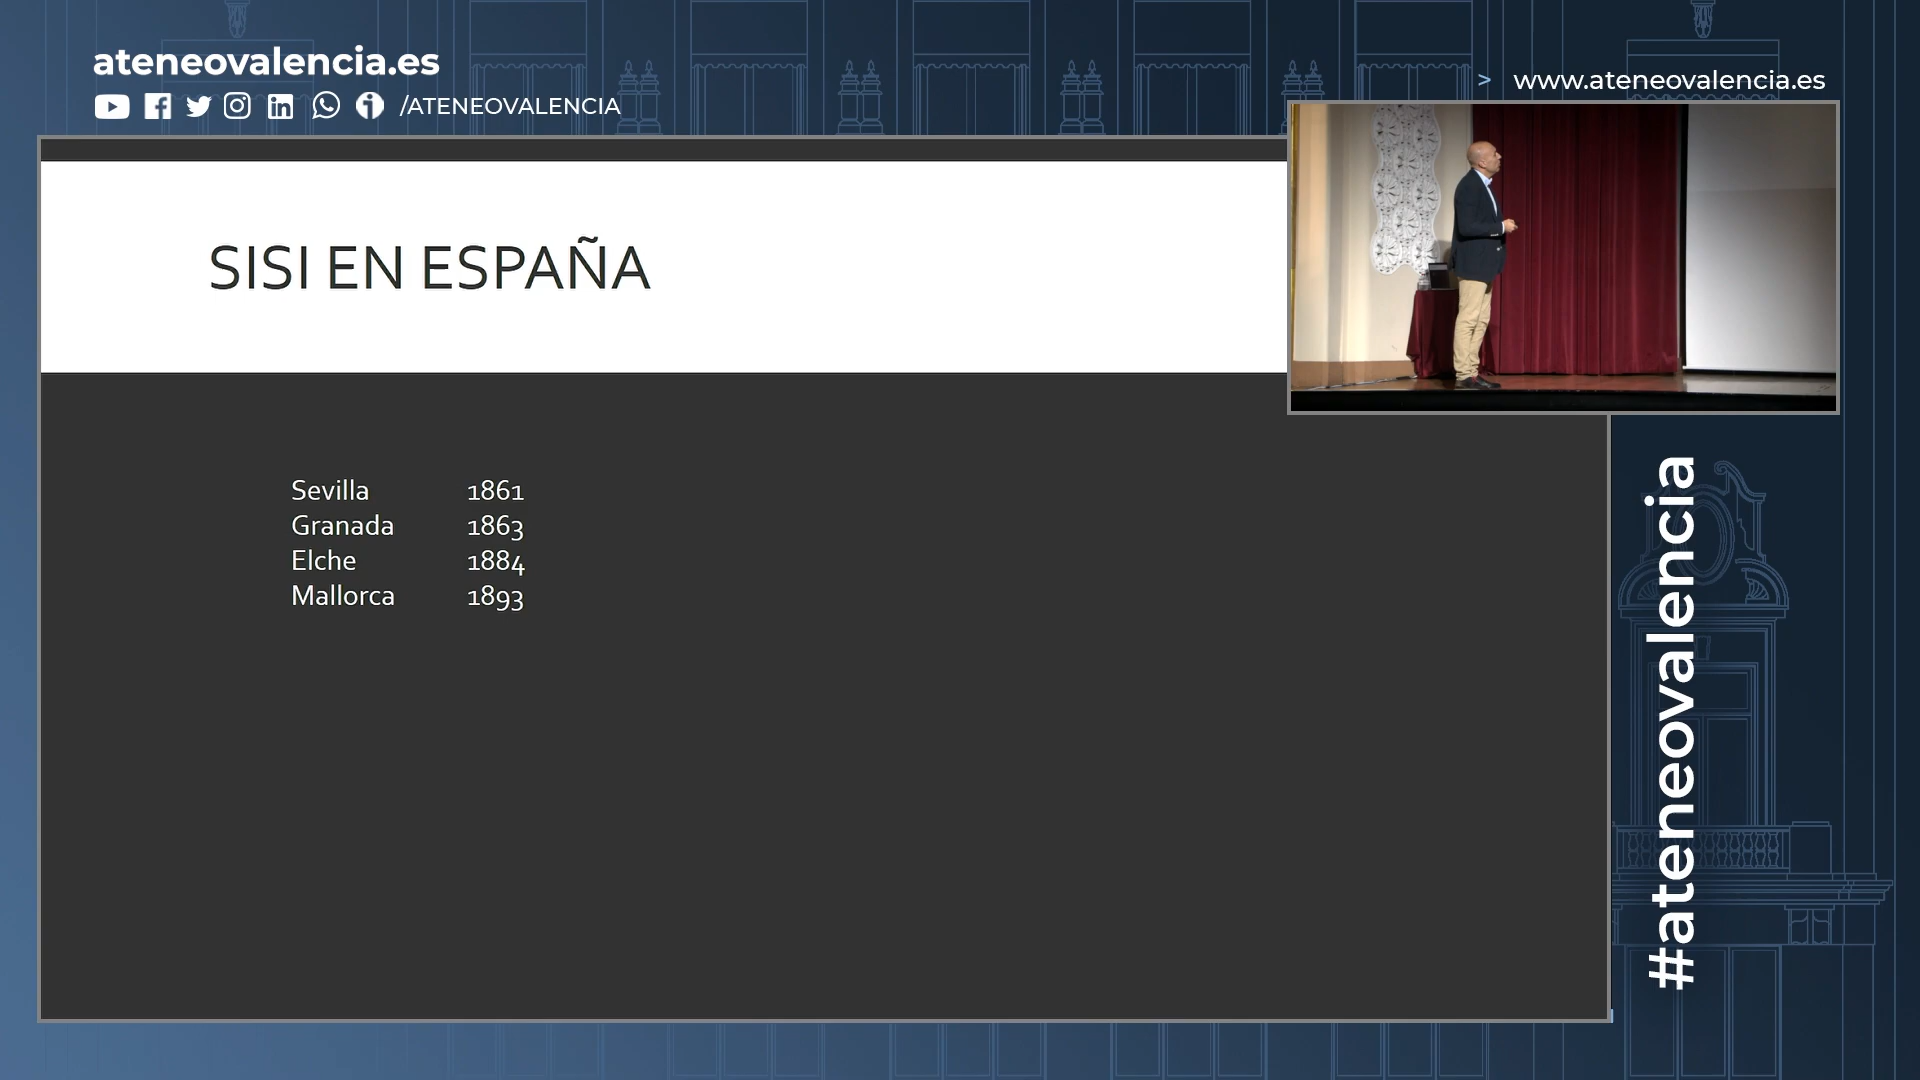 ateneovalencia.es
/ATENEOVALENCIA
> www.ateneovalencia.es
SISI EN ESPAÑA
Sevilla 1861
Granada 1863
Elche 1884
Mallorca 1893
#ateneovalencia